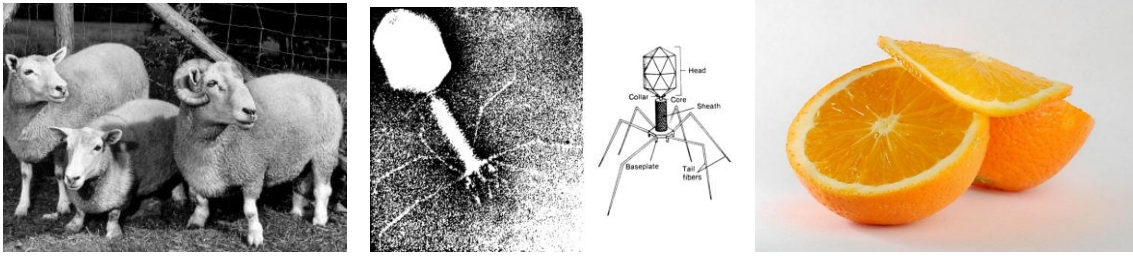 Head
Collar
Core
Sheath
Baseplate
Tail
fibers